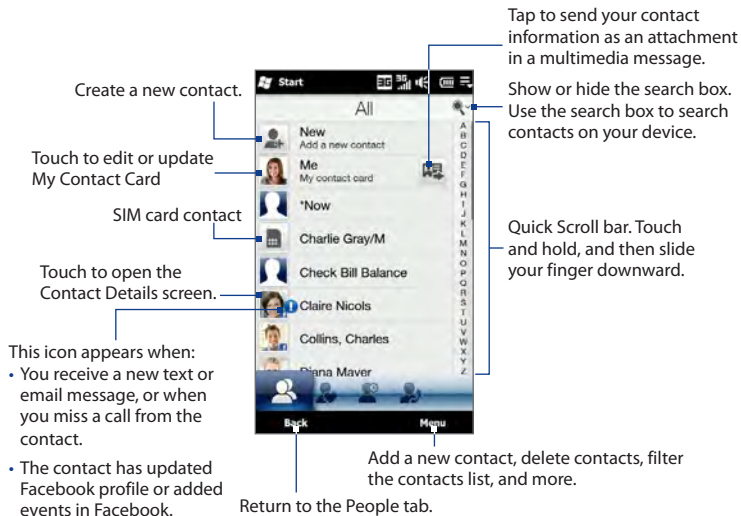 Tap to send your contact
information as an attachment
in a multimedia message.
Create a new contact.
Show or hide the search box.
Use the search box to search
contacts on your device.
Touch to edit or update
My Contact Card
SIM card contact
Quick Scroll bar. Touch
and hold, and then slide
your finger downward.
Touch to open the
Contact Details screen.
This icon appears when:
• You receive a new text or
email message, or when
you miss a call from the
contact.
• The contact has updated
Facebook profile or added
events in Facebook.
Start
3G
3G
All
New
Add a new contact
Me
My contact card
*Now
Charlie Gray/M
Check Bill Balance
Claire Nicols
Collins, Charles
Diana Mayer
A
B
C
D
E
F
G
H
I
J
K
L
M
N
O
P
Q
R
S
T
U
V
W
X
Y
Z
Back
Menu
Add a new contact, delete contacts, filter
the contacts list, and more.
Return to the People tab.